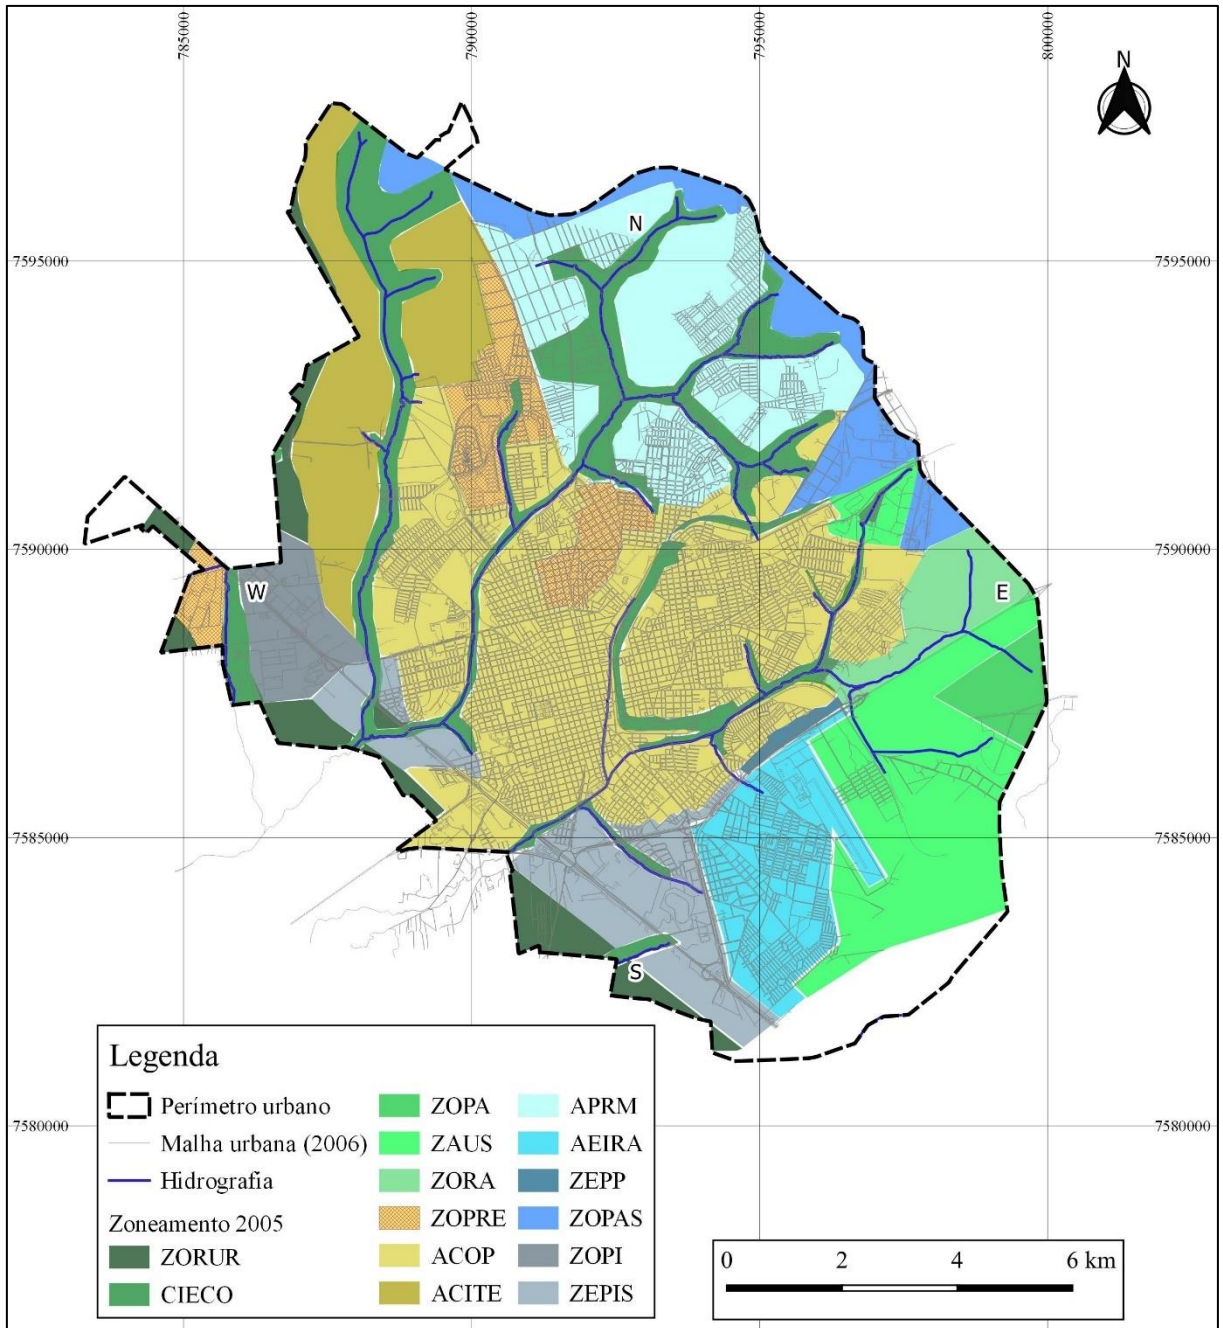 785000 790000 795000 800000
N
N
7595000 7595000
7590000 7590000
W E
7585000 7585000
S
Legenda
Perímetro urbano
Malha urbana (2006)
Hidrografia
Zoneamento 2005
ZORUR
CIECO
ZOPA
ZAUS
ZORA
ZOPRE
ACOP
ACITE
APRM
AEIRA
ZEPP
ZOPAS
ZOPI
ZEPIS
7580000 7580000
0 2 4 6 km